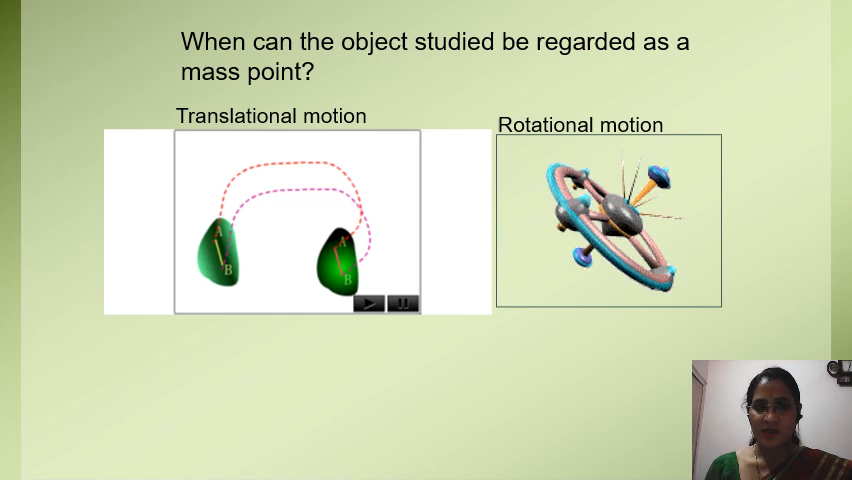 When can the object studied be regarded as a
mass point?
Translational motion
Rotational motion
A
B
A
B